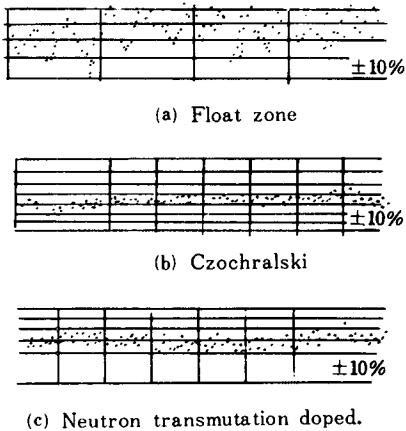 ±10%
(a) Float zone
±10%
(b) Czochralski
±10%
(c) Neutron transmutation doped.